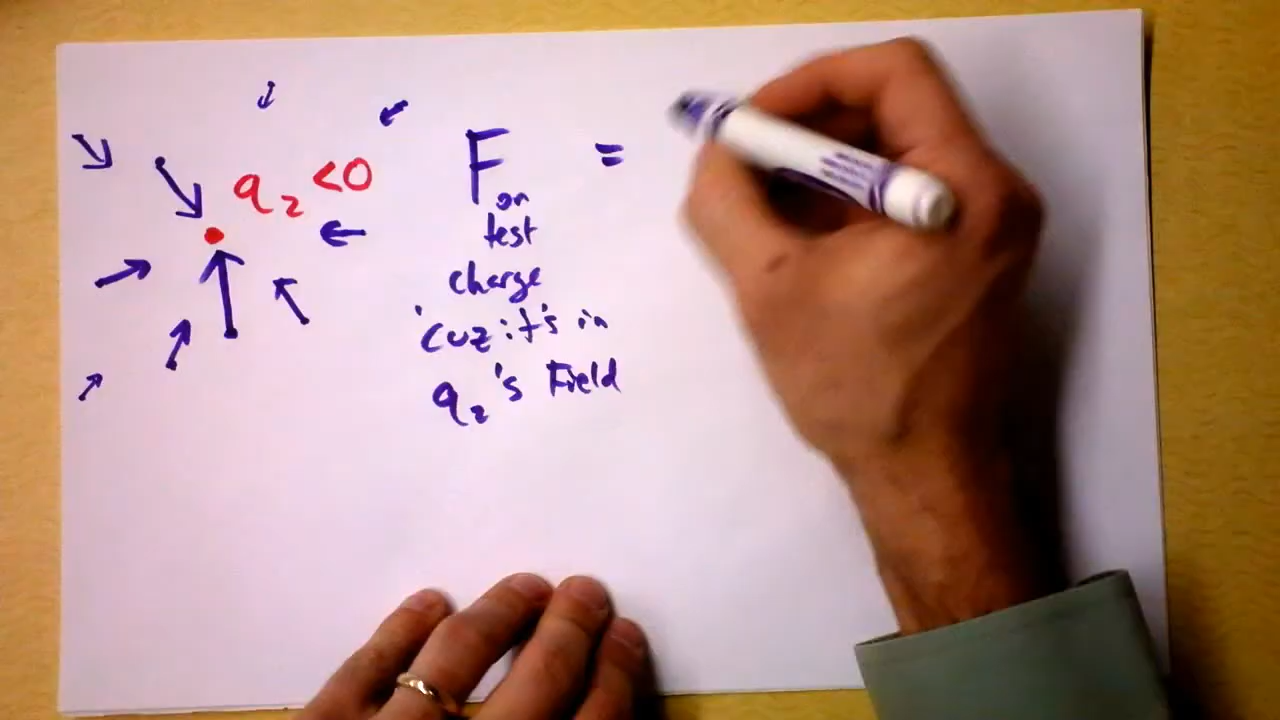 q₂ <0
F =
on
test
charge
'cuz it's in
q₂'s Field